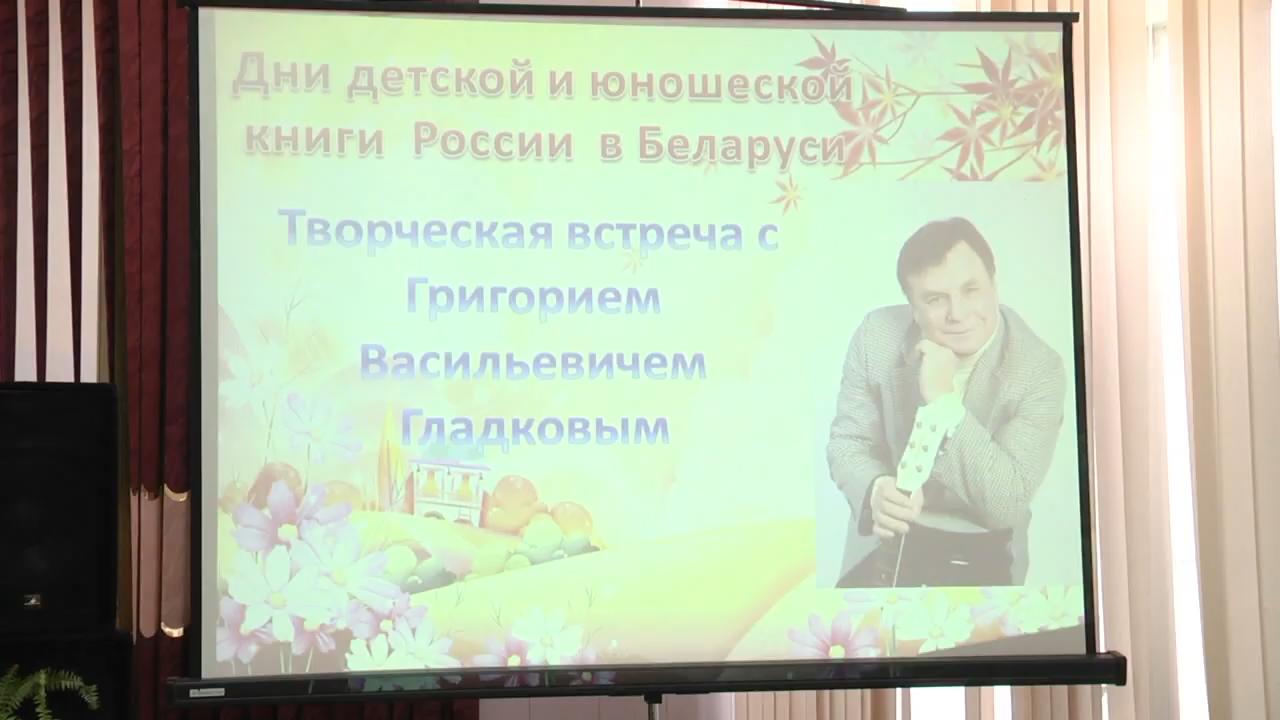 Дни детской и юношеской
книги России в Беларуси
Творческая встреча с
Григорием
Васильевичем
Гладковым